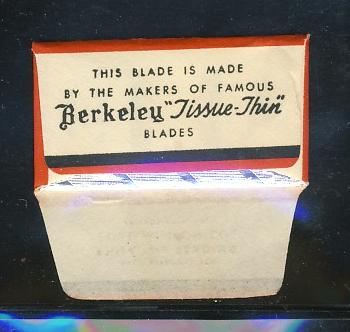 THIS BLADE IS MADE
BY THE MAKERS OF FAMOUS
Berkeley "Tissue-Thin"
BLADES